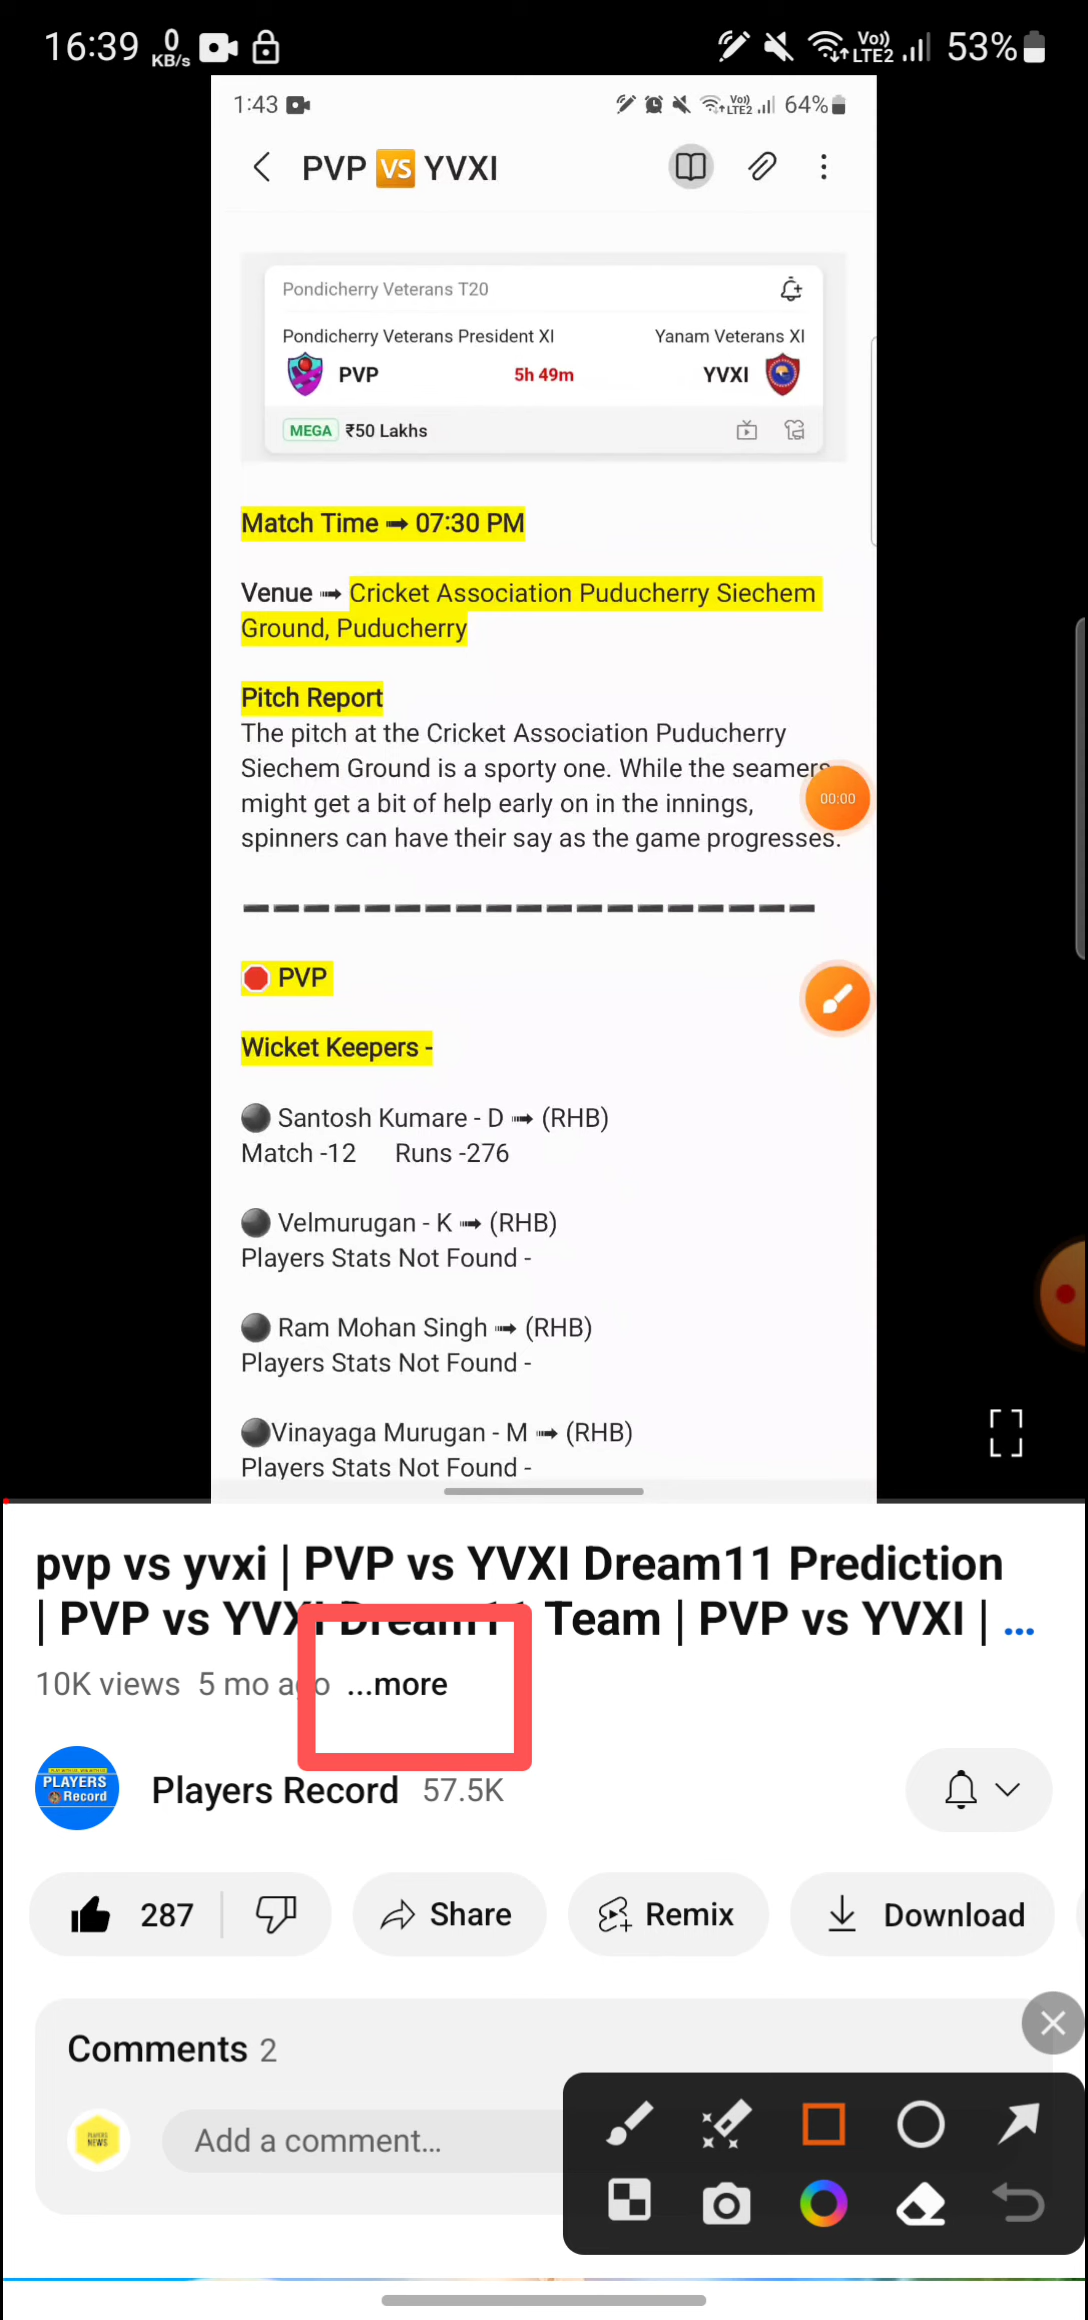 16:39 0 KB/s Vo)) LTE2 53%
1:43 Vo)) LTE2 64%
PVP VS YVXI
Pondicherry Veterans T20
Pondicherry Veterans President XI Yanam Veterans XI
PVP 5h 49m YVXI
MEGA ₹50 Lakhs
Match Time ➟ 07:30 PM
Venue ➟ Cricket Association Puducherry Siechem
Ground, Puducherry
Pitch Report
The pitch at the Cricket Association Puducherry
Siechem Ground is a sporty one. While the seamers
might get a bit of help early on in the innings,
00:00
spinners can have their say as the game progresses.
PVP
Wicket Keepers -
Santosh Kumare - D ➟ (RHB)
Match -12 Runs -276
Velmurugan - K ➟ (RHB)
Players Stats Not Found -
Ram Mohan Singh ➟ (RHB)
Players Stats Not Found -
Vinayaga Murugan - M ➟ (RHB)
Players Stats Not Found -
pvp vs yvxi | PVP vs YVXI Dream11 Prediction
| PVP vs YVXI Dream11 Team | PVP vs YVXI | ...
10K views 5 mo ago ...more
PLAYERS
Record
Players Record 57.5K
287 Share Remix Download
Comments 2
PLAYERS
NEWS
Add a comment...